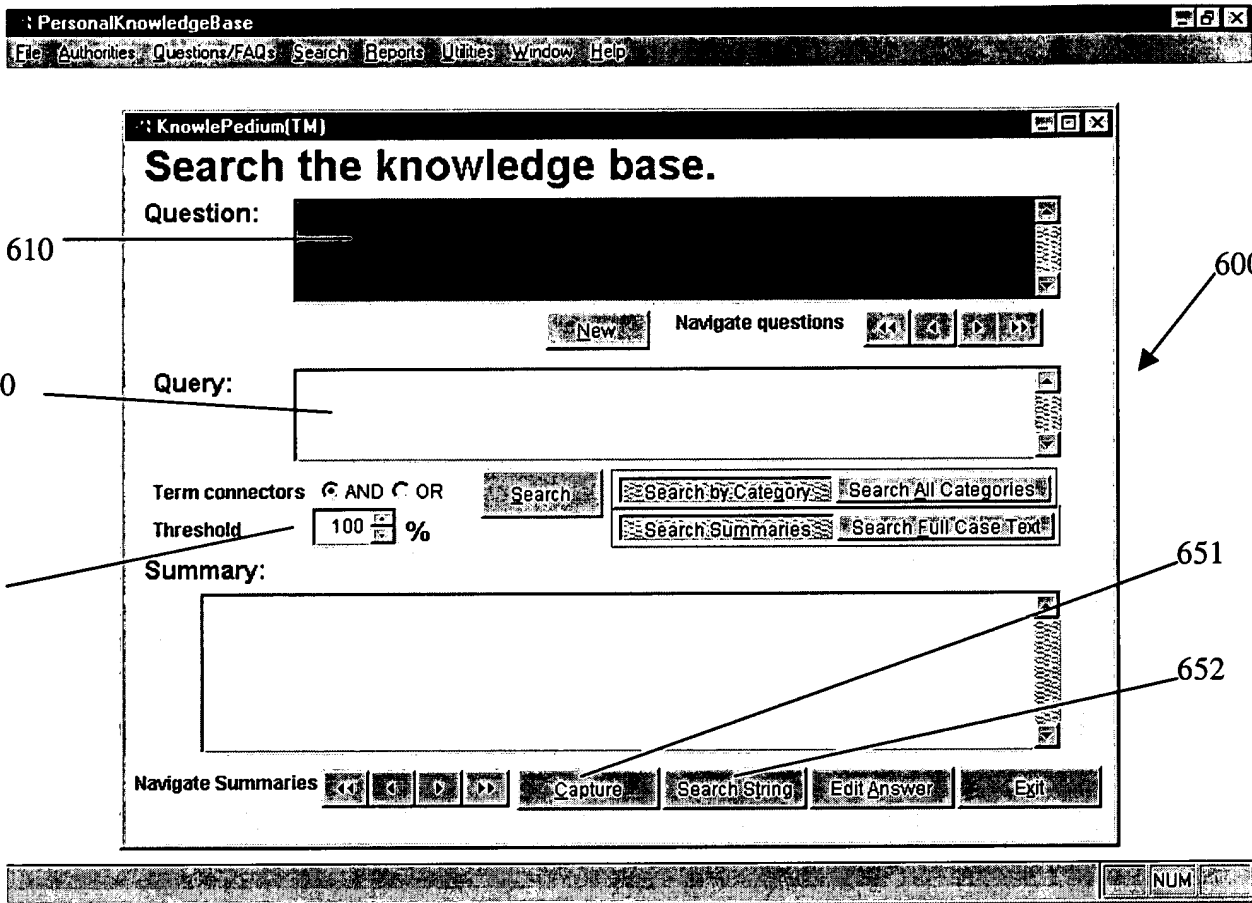 PersonalKnowledgeBase
File Authorities Questions/FAQs Search Reports Utilities Window Help
KnowlePedium(TM)
Search the knowledge base.
Question:
610
600
New Navigate questions
Query:
0
Term connectors AND OR Search Search by Category Search All Categories
Threshold 100 % Search Summaries Search Full Case Text
Summary:
651
652
Navigate Summaries Capture Search String Edit Answer Exit
NUM